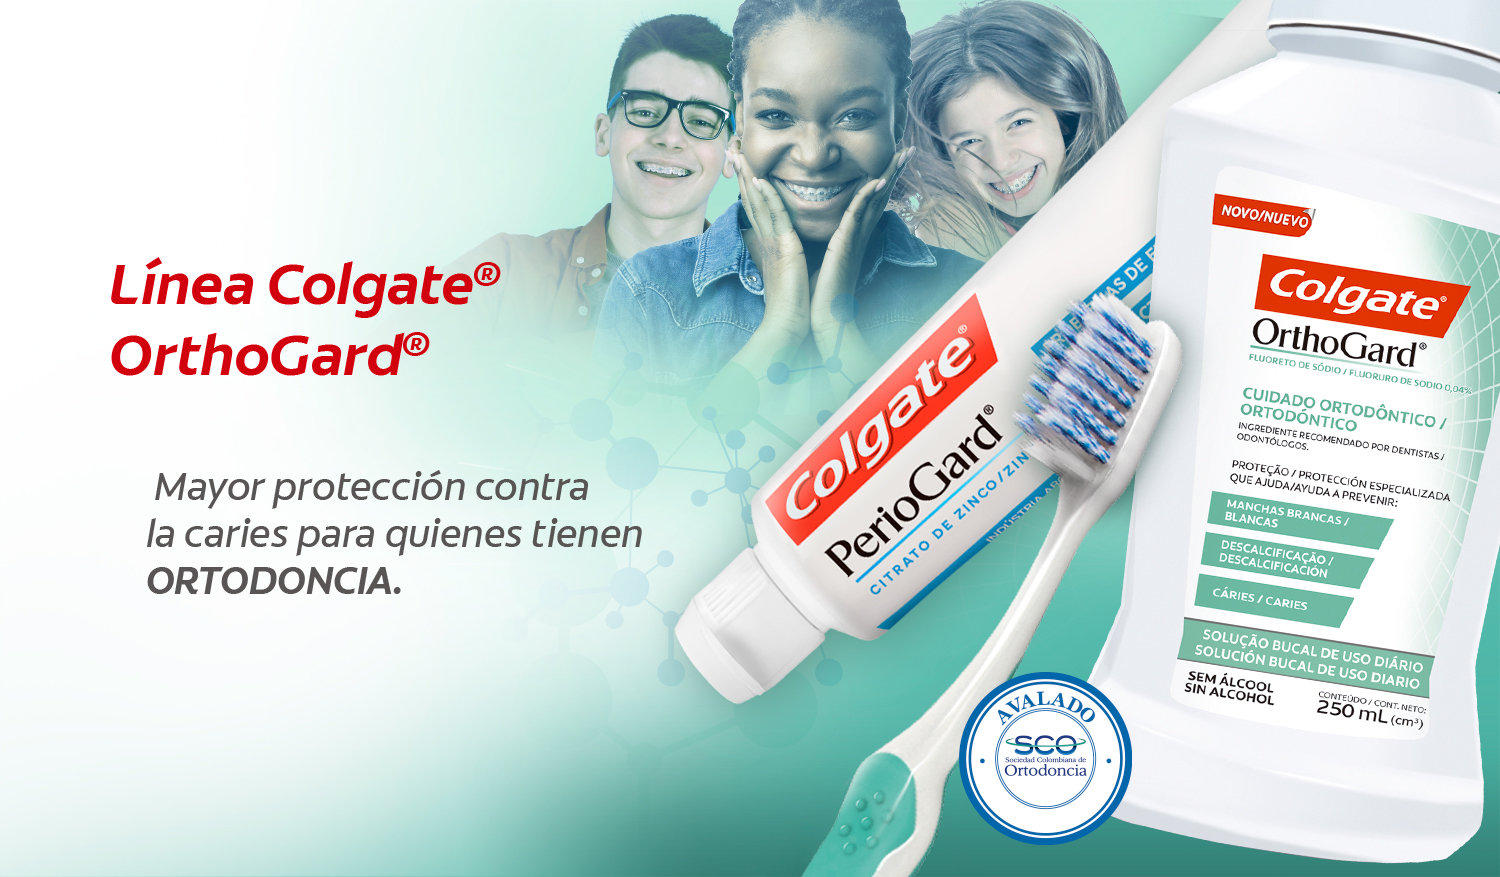 Línea Colgate®
OrthoGard®
Mayor protección contra
la caries para quienes tienen
ORTODONCIA.
Colgate®
PerioGard®
CITRATO DE ZINCO/ZIN
AS DE
AVALADO
SCO
Sociedad Colombiana de
Ortodoncia
NOVO/NUEVO
Colgate®
OrthoGard®
FLUORETO DE SÓDIO / FLUORURO DE SODIO 0,04%
CUIDADO ORTODÔNTICO /
ORTODÓNTICO
INGREDIENTE RECOMENDADO POR DENTISTAS /
ODONTÓLOGOS.
PROTEÇÃO / PROTECCIÓN ESPECIALIZADA
QUE AJUDA/AYUDA A PREVENIR:
MANCHAS BRANCAS /
BLANCAS
DESCALCIFICAÇÃO /
DESCALCIFICACIÓN
CÁRIES / CARIES
SOLUÇÃO BUCAL DE USO DIÁRIO
SOLUCIÓN BUCAL DE USO DIARIO
SEM ÁLCOOL
SIN ALCOHOL
CONTEÚDO / CONT. NETO:
250 mL (cm³)